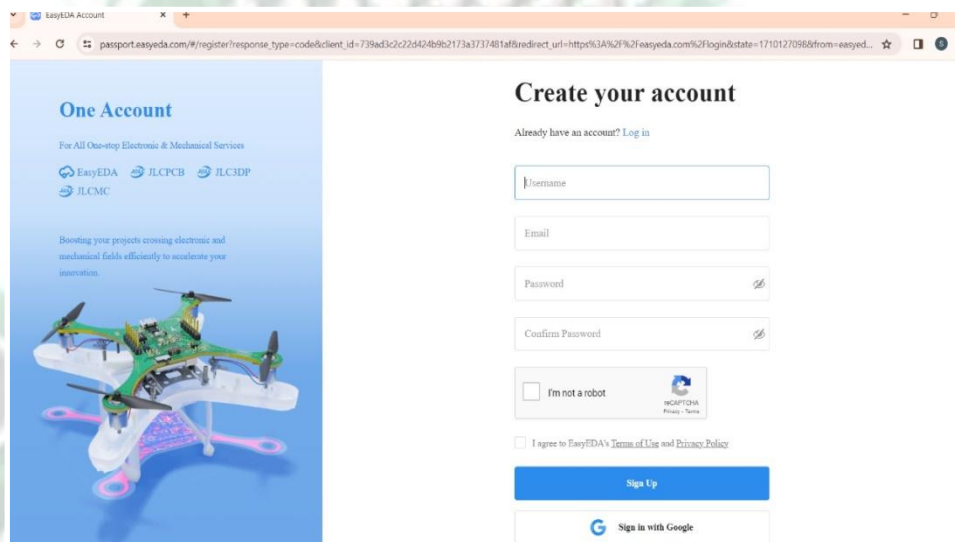 EasyEDA Account
passport.easyeda.com/#/register?response_type=code&client_id=739ad3c2c22d424b9b2173a3737481af&redirect_url=https%3A%2F%2Feasyeda.com%2Flogin&state=1710127098&from=easyed...
S
One Account
For All One-stop Electronic & Mechanical Services
EasyEDA JLCPCB JLC3DP
JLCMC
Boosting your projects crossing electronic and
mechanical fields efficiently to accelerate your
innovation.
Create your account
Already have an account? Log in
Username
Email
Password
Confirm Password
I'm not a robot
reCAPTCHA
Privacy - Terms
I agree to EasyEDA's Terms of Use and Privacy Policy
Sign Up
Sign in with Google